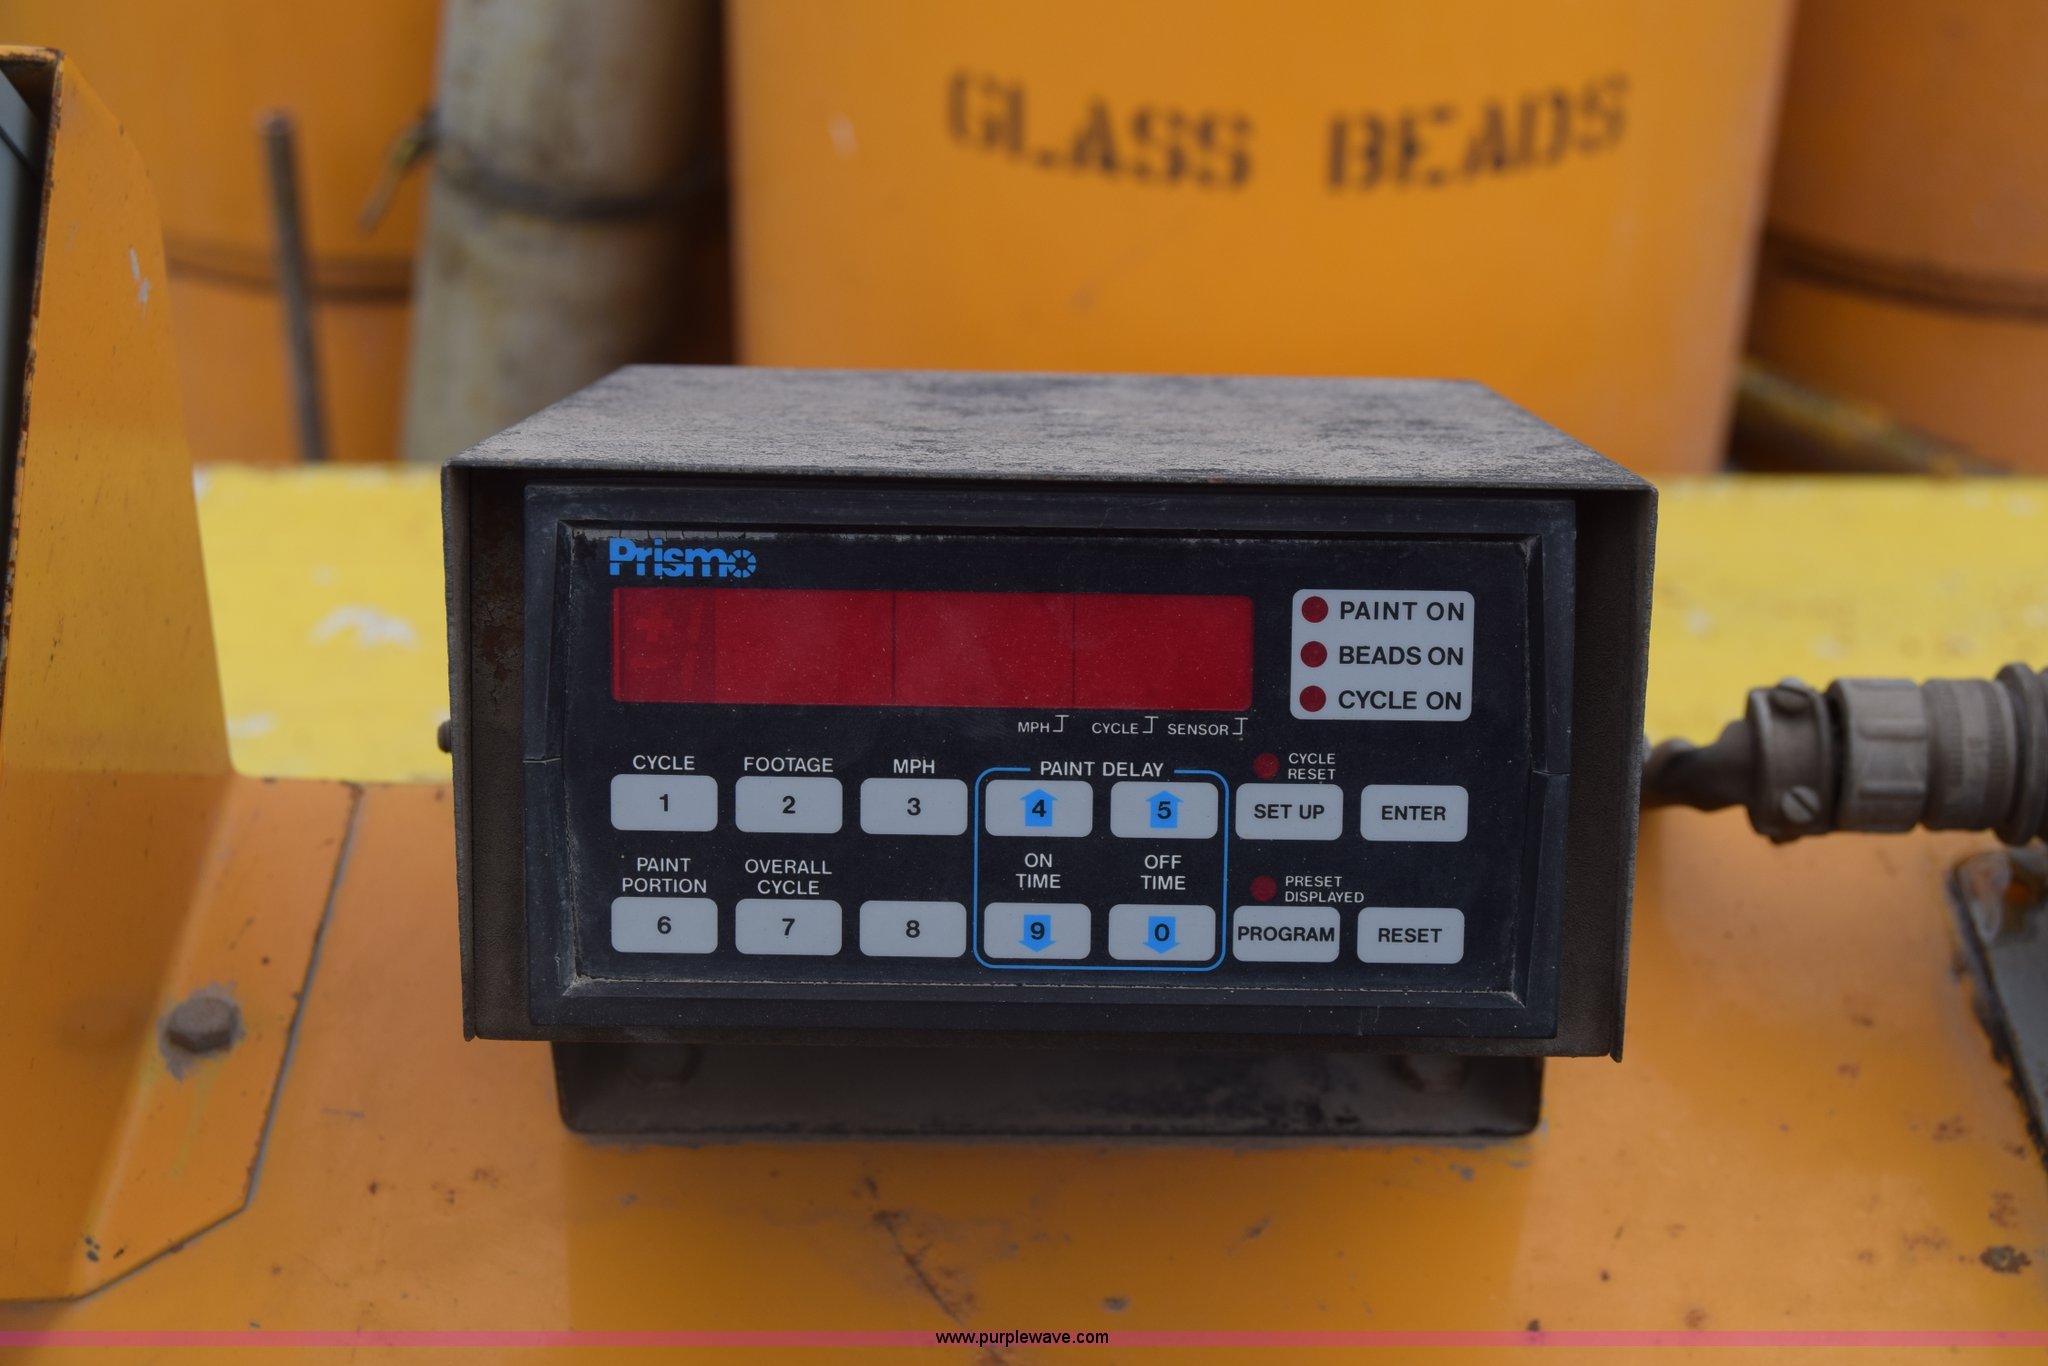 GLASS BEADS
Prismo
PAINT ON
BEADS ON
CYCLE ON
MPH CYCLE SENSOR
CYCLE FOOTAGE MPH PAINT DELAY CYCLE RESET
1 2 3 4 5 SET UP ENTER
PAINT PORTION OVERALL CYCLE ON TIME OFF TIME PRESET DISPLAYED
6 7 8 9 0 PROGRAM RESET
www.purplewave.com